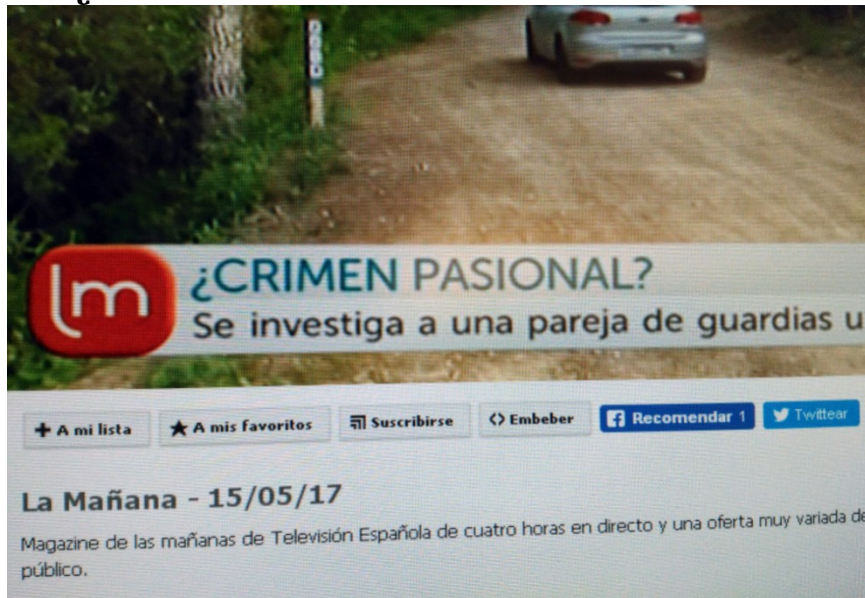 lm
¿CRIMEN PASIONAL?
Se investiga a una pareja de guardias u
+ A mi lista
★ A mis favoritos
Suscribirse
<> Embeber
Recomendar 1
Twittear
La Mañana - 15/05/17
Magazine de las mañanas de Televisión Española de cuatro horas en directo y una oferta muy variada de
público.